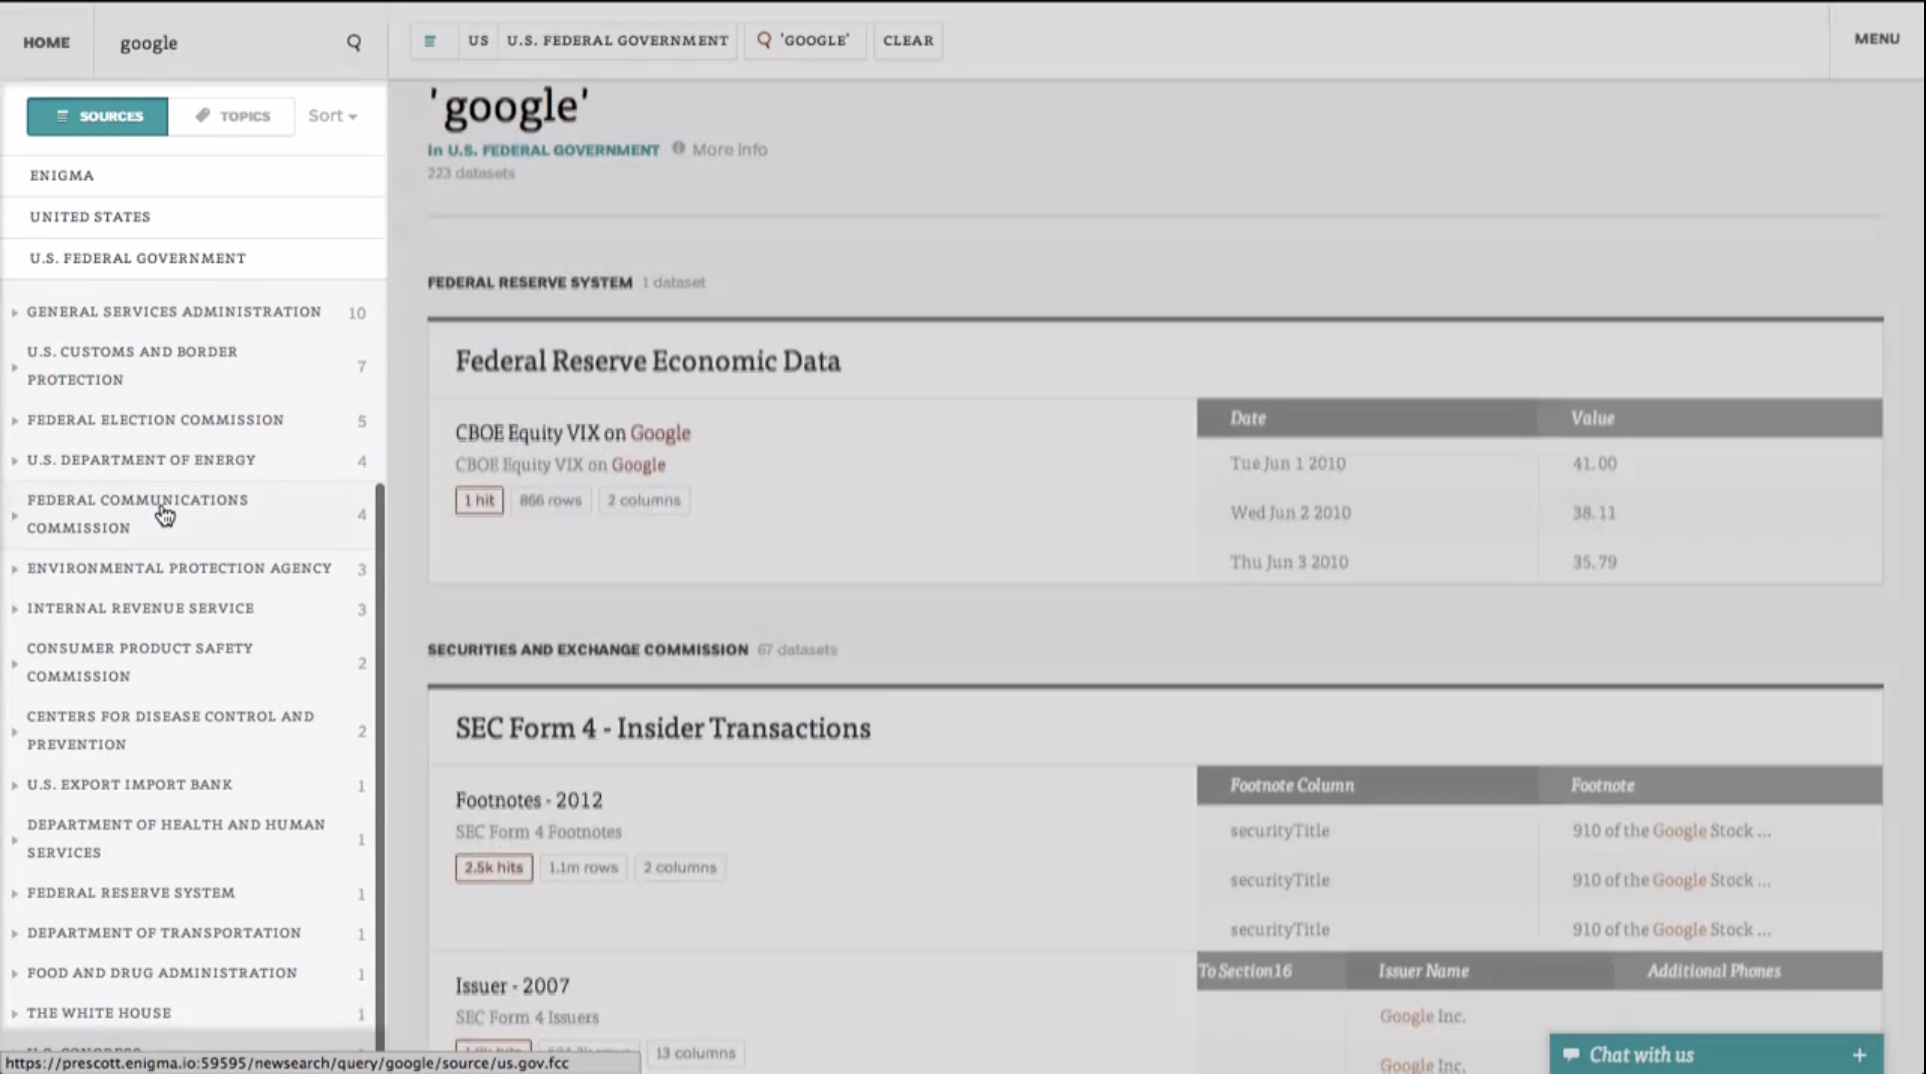 HOME
google
US
U.S. FEDERAL GOVERNMENT
'GOOGLE'
CLEAR
MENU
SOURCES
TOPICS
Sort
ENIGMA
UNITED STATES
U.S. FEDERAL GOVERNMENT
GENERAL SERVICES ADMINISTRATION 10
U.S. CUSTOMS AND BORDER
PROTECTION 7
FEDERAL ELECTION COMMISSION 5
U.S. DEPARTMENT OF ENERGY 4
FEDERAL COMMUNICATIONS
COMMISSION 4
ENVIRONMENTAL PROTECTION AGENCY 3
INTERNAL REVENUE SERVICE 3
CONSUMER PRODUCT SAFETY
COMMISSION 2
CENTERS FOR DISEASE CONTROL AND
PREVENTION 2
U.S. EXPORT IMPORT BANK 1
DEPARTMENT OF HEALTH AND HUMAN
SERVICES 1
FEDERAL RESERVE SYSTEM 1
DEPARTMENT OF TRANSPORTATION 1
FOOD AND DRUG ADMINISTRATION 1
THE WHITE HOUSE 1
U.S. CONGRESS
https://prescott.enigma.io:59595/newsearch/query/google/source/us.gov.fcc
'google'
in U.S. FEDERAL GOVERNMENT More info
223 datasets
FEDERAL RESERVE SYSTEM 1 dataset
Federal Reserve Economic Data
CBOE Equity VIX on Google
CBOE Equity VIX on Google
1 hit 866 rows 2 columns
Date Value
Tue Jun 1 2010 41.00
Wed Jun 2 2010 38.11
Thu Jun 3 2010 35.79
SECURITIES AND EXCHANGE COMMISSION 67 datasets
SEC Form 4 - Insider Transactions
Footnotes - 2012
SEC Form 4 Footnotes
2.5k hits 1.1m rows 2 columns
Footnote Column Footnote
securityTitle 910 of the Google Stock ...
securityTitle 910 of the Google Stock ...
securityTitle 910 of the Google Stock ...
Issuer - 2007
SEC Form 4 Issuers
13 columns
To Section16 Issuer Name Additional Phones
Google Inc.
Google Inc.
Chat with us +